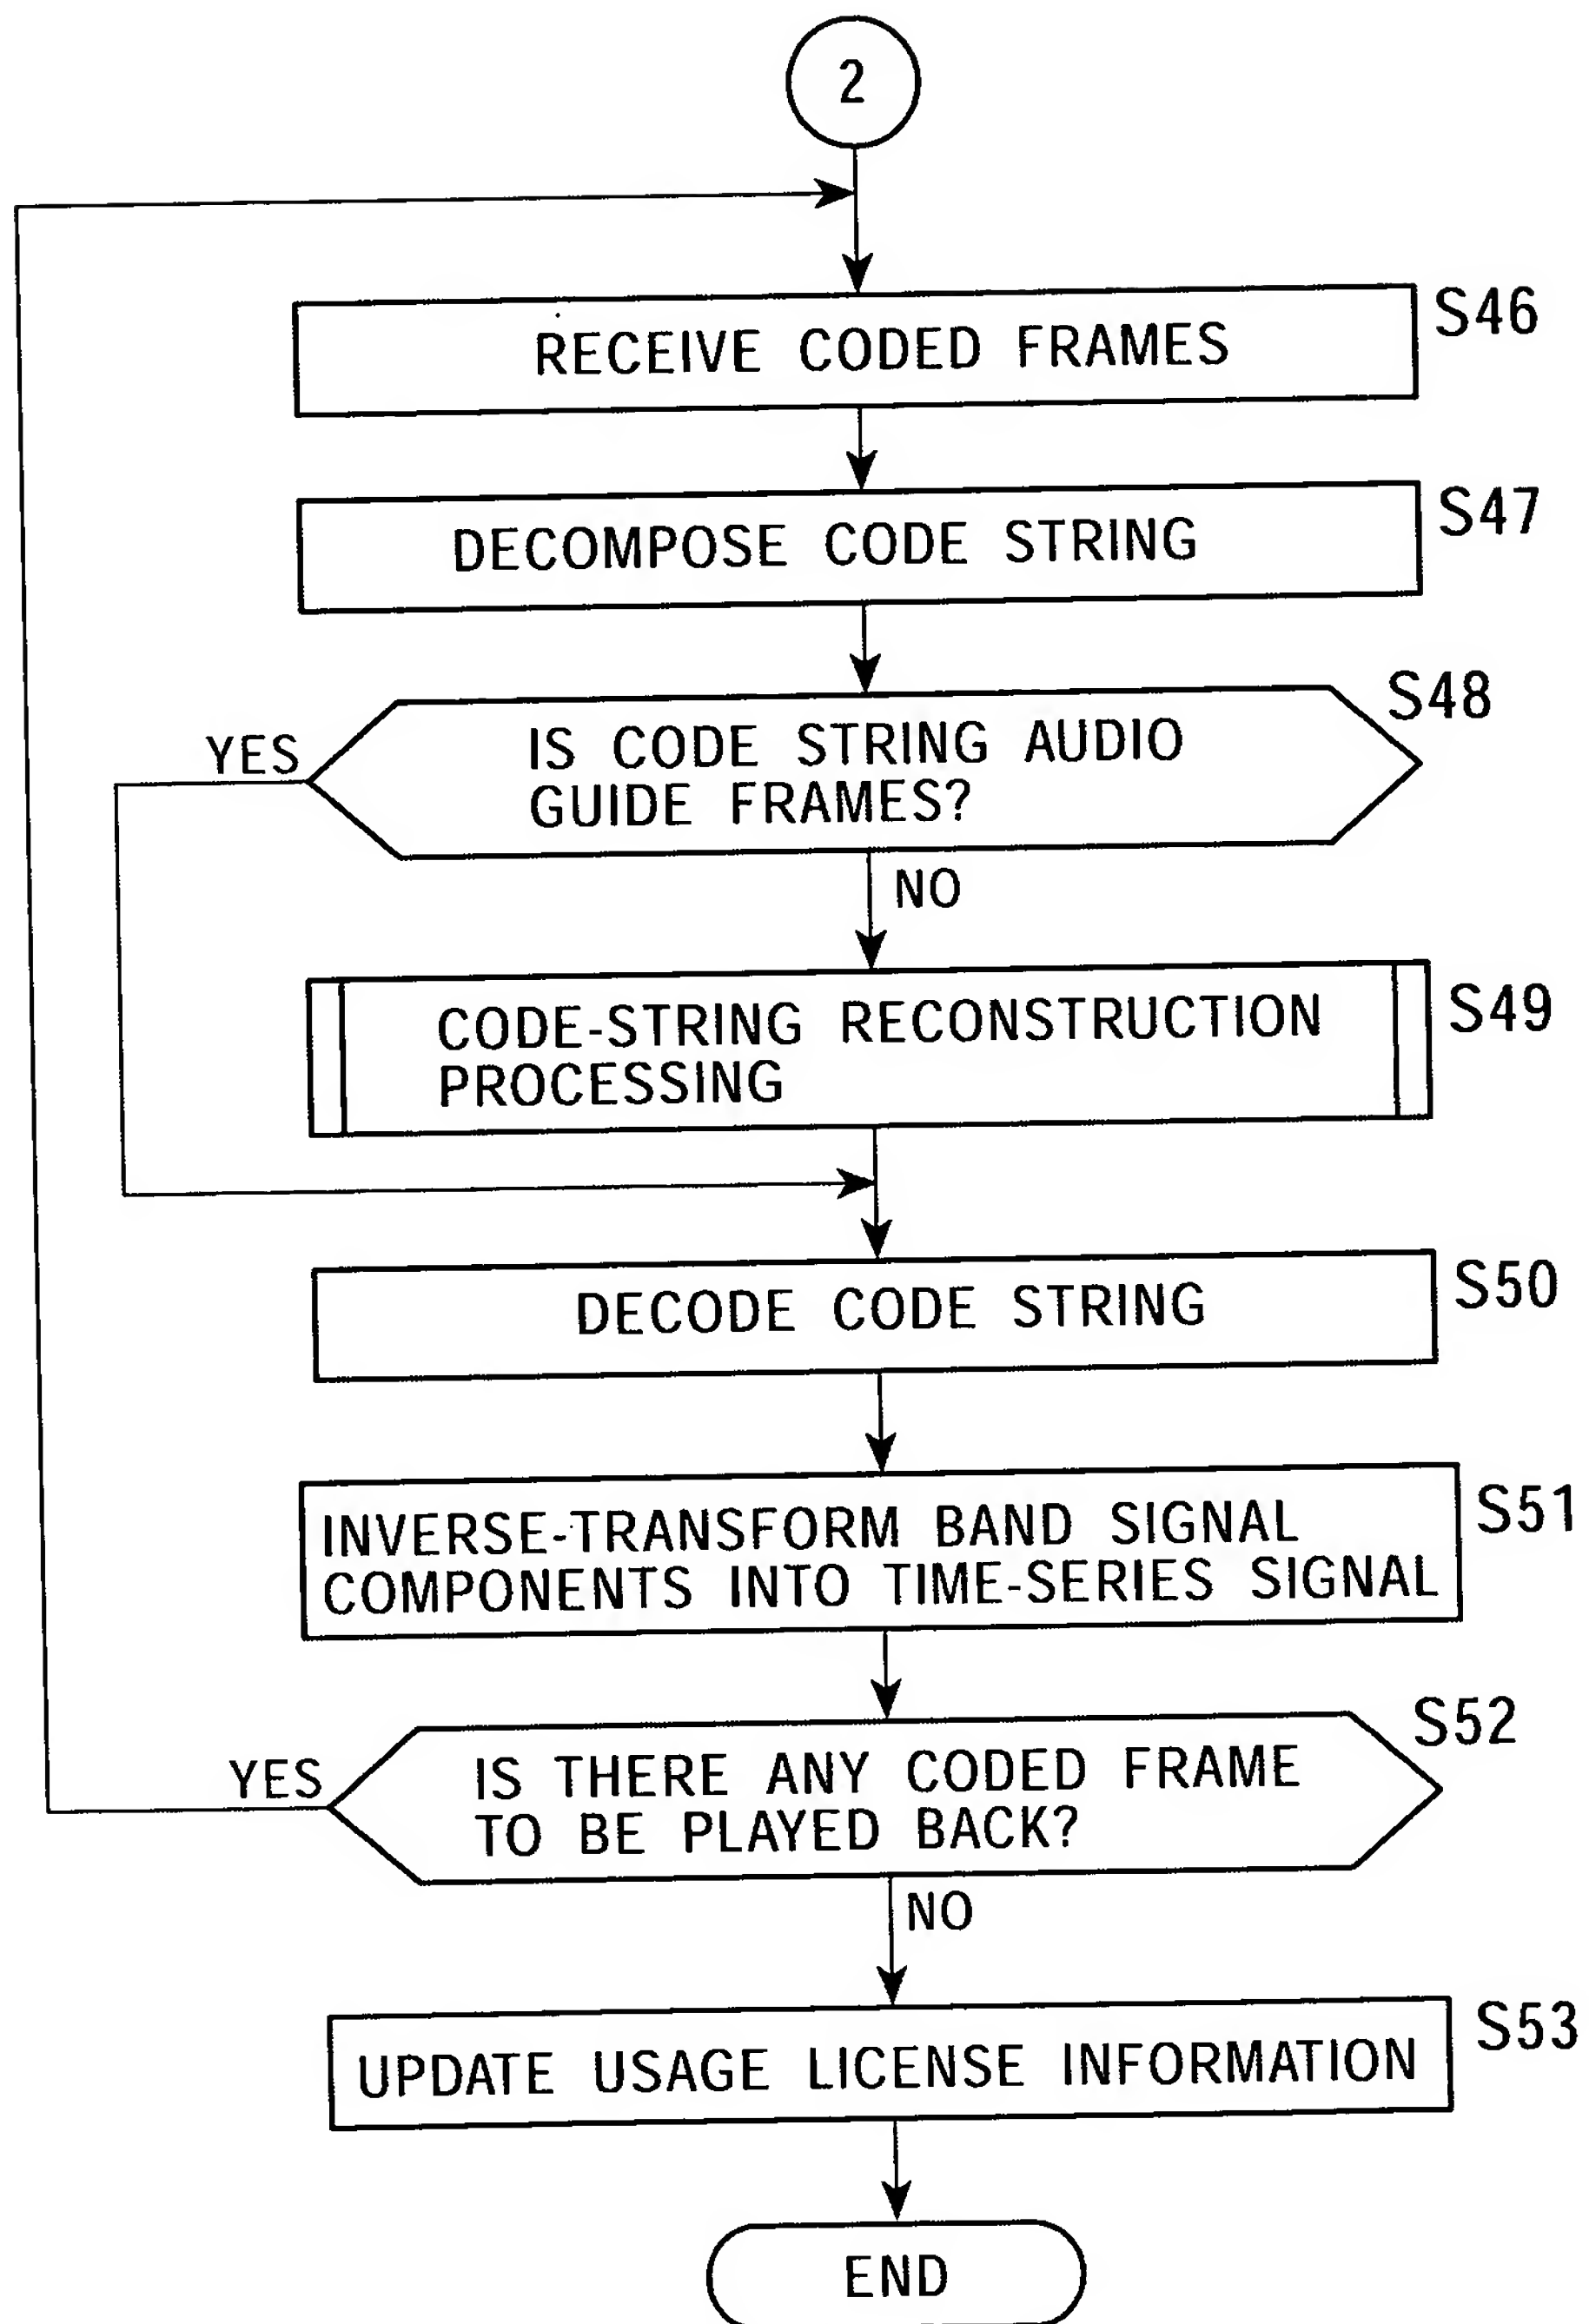 2
RECEIVE CODED FRAMES
S46
DECOMPOSE CODE STRING
S47
S48
YES
IS CODE STRING AUDIO
GUIDE FRAMES?
NO
CODE-STRING RECONSTRUCTION
PROCESSING
S49
DECODE CODE STRING
S50
INVERSE-TRANSFORM BAND SIGNAL
COMPONENTS INTO TIME-SERIES SIGNAL
S51
S52
YES
IS THERE ANY CODED FRAME
TO BE PLAYED BACK?
NO
UPDATE USAGE LICENSE INFORMATION
S53
END